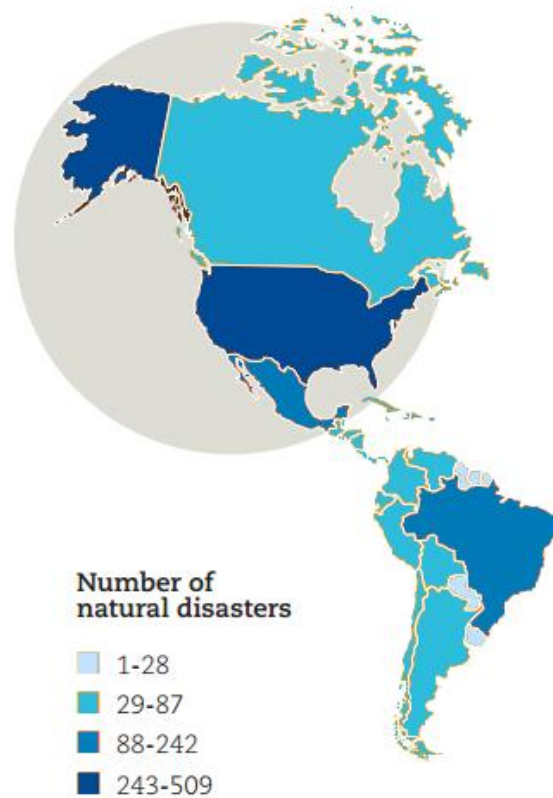 Number of
natural disasters
1-28
29-87
88-242
243-509